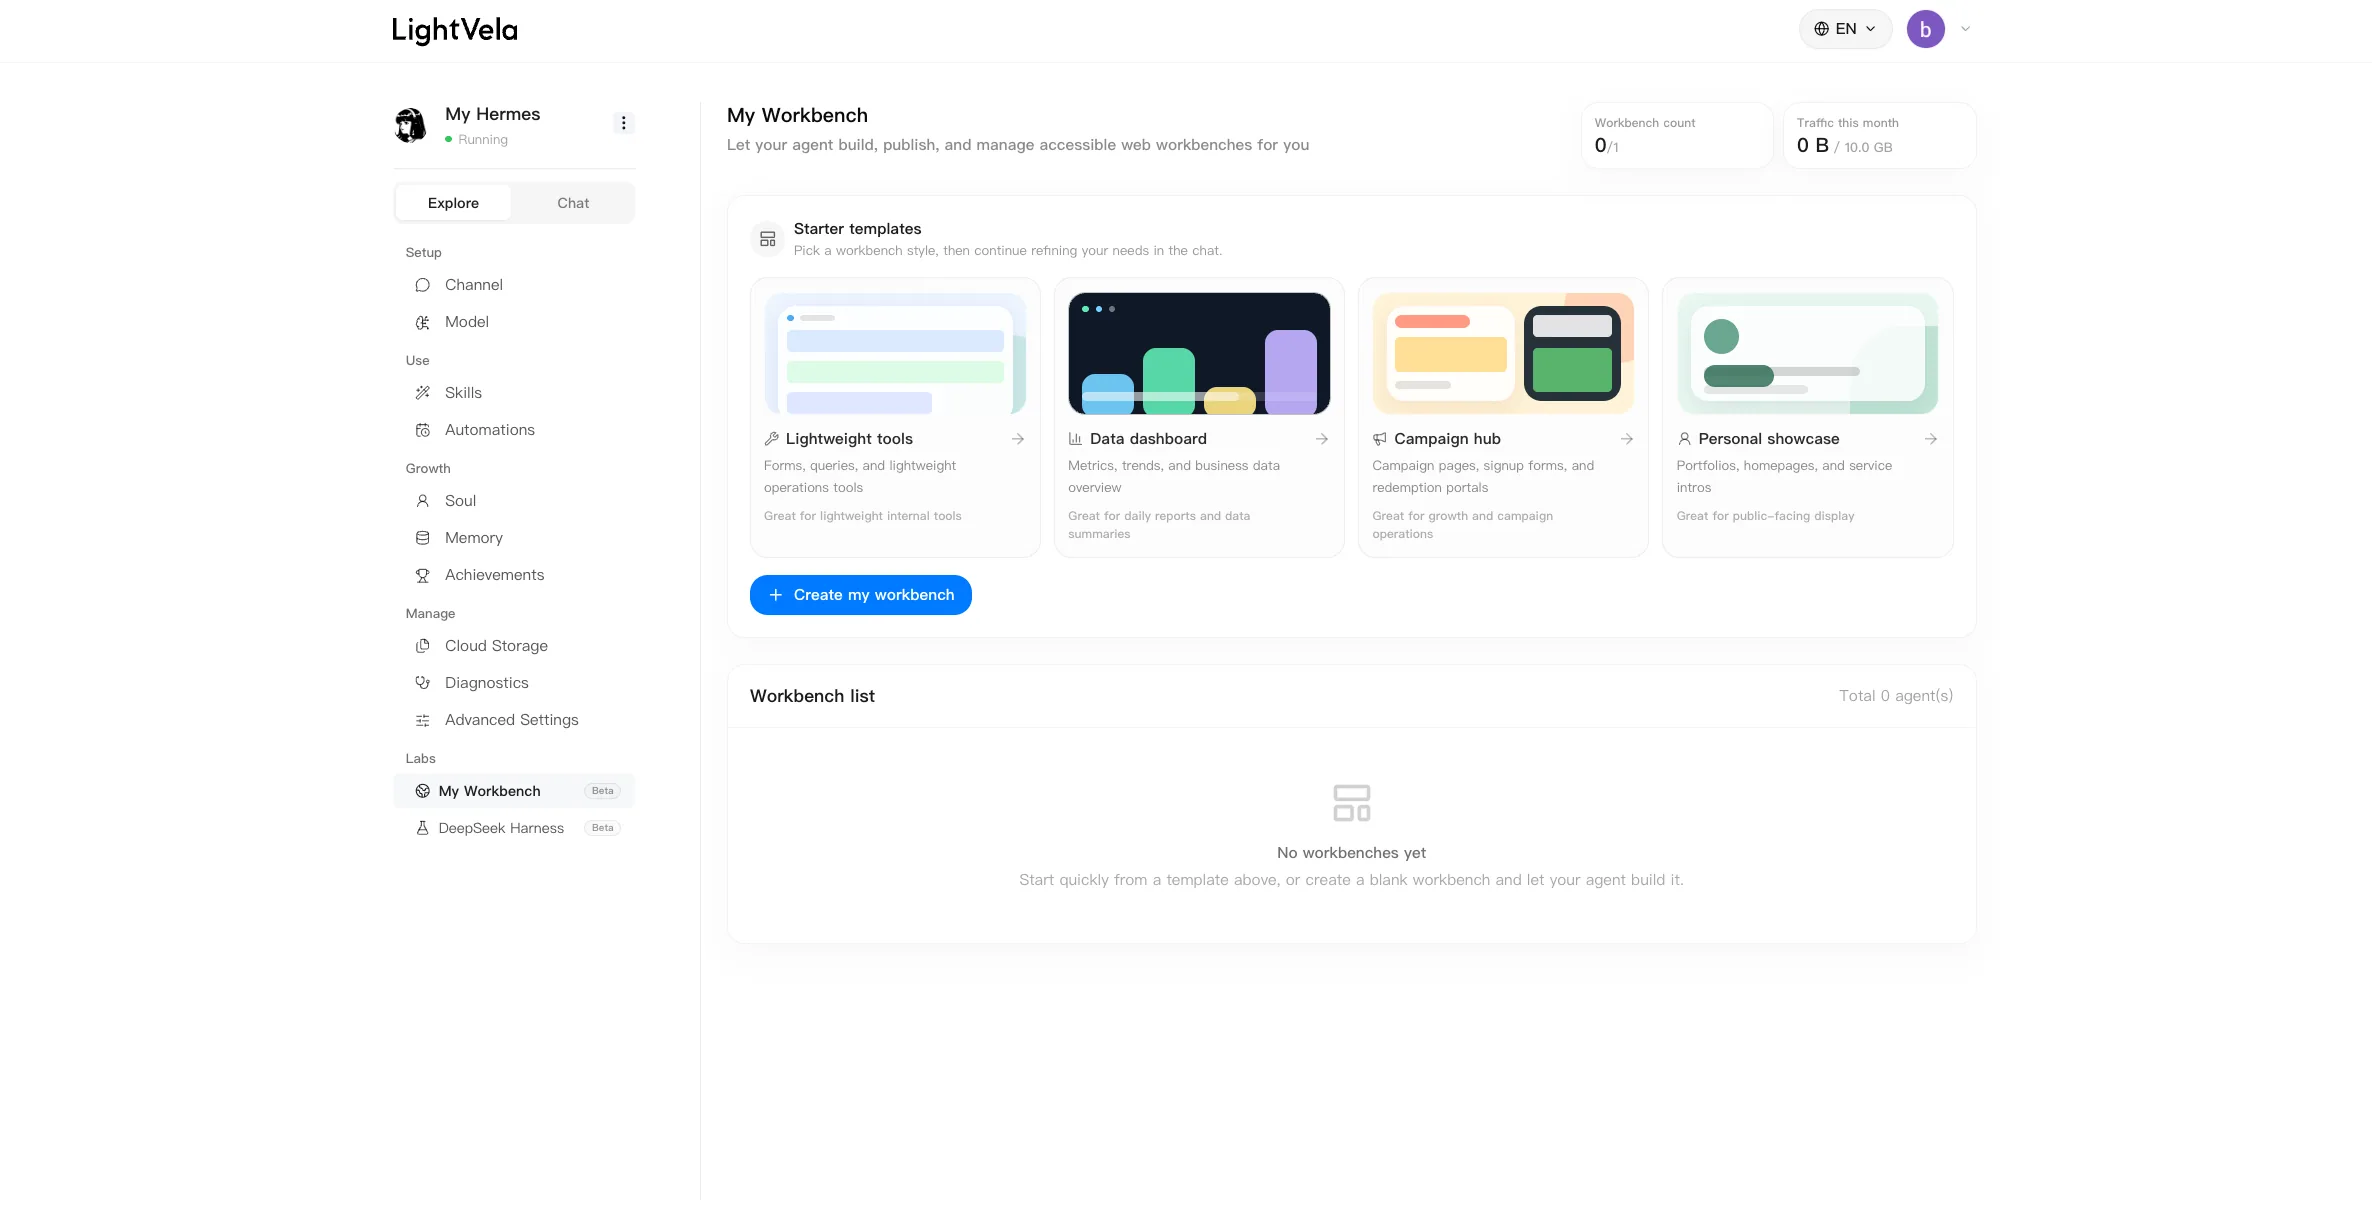 LightVela
EN
b
My Hermes
Running
Explore
Chat
Setup
Channel
Model
Use
Skills
Automations
Growth
Soul
Memory
Achievements
Manage
Cloud Storage
Diagnostics
Advanced Settings
Labs
My Workbench
Beta
DeepSeek Harness
Beta
My Workbench
Let your agent build, publish, and manage accessible web workbenches for you
Workbench count
0/1
Traffic this month
0 B / 10.0 GB
Starter templates
Pick a workbench style, then continue refining your needs in the chat.
Lightweight tools
Forms, queries, and lightweight
operations tools
Great for lightweight internal tools
Data dashboard
Metrics, trends, and business data
overview
Great for daily reports and data
summaries
Campaign hub
Campaign pages, signup forms, and
redemption portals
Great for growth and campaign
operations
Personal showcase
Portfolios, homepages, and service
intros
Great for public-facing display
Create my workbench
Workbench list
Total 0 agent(s)
No workbenches yet
Start quickly from a template above, or create a blank workbench and let your agent build it.